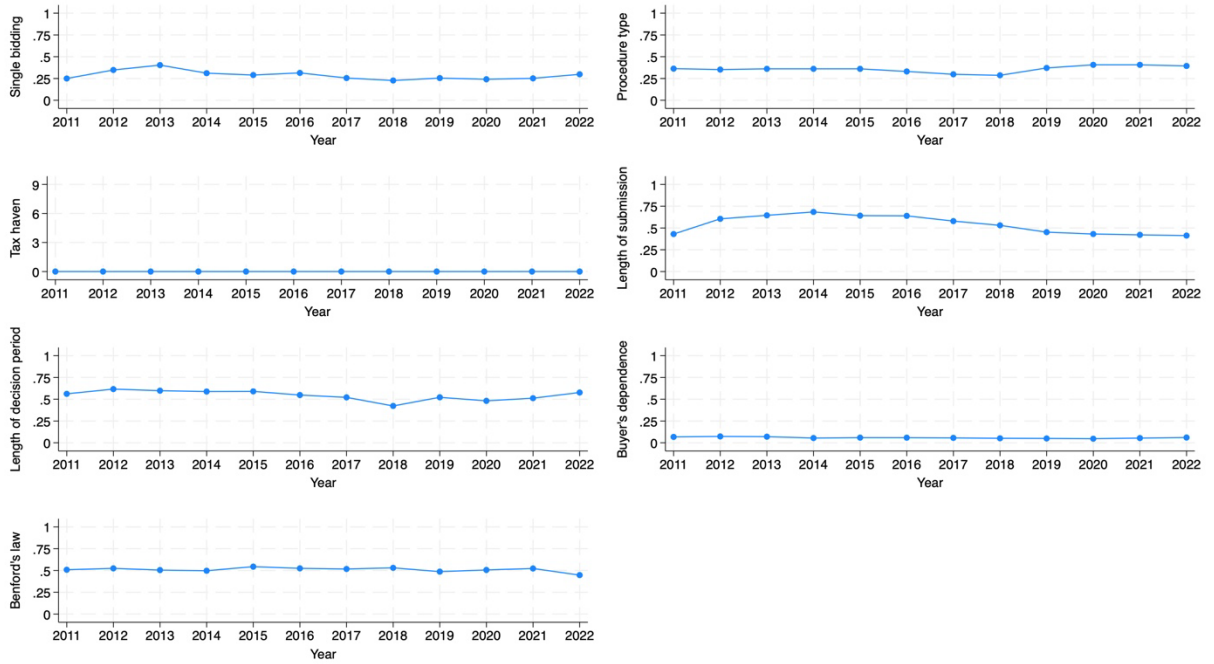 Single bidding
1
.75
.5
.25
0
2011 2012 2013 2014 2015 2016 2017 2018 2019 2020 2021 2022
Year
Procedure type
1
.75
.5
.25
0
2011 2012 2013 2014 2015 2016 2017 2018 2019 2020 2021 2022
Year
Tax haven
9
6
3
0
2011 2012 2013 2014 2015 2016 2017 2018 2019 2020 2021 2022
Year
Length of submission
1
.75
.5
.25
0
2011 2012 2013 2014 2015 2016 2017 2018 2019 2020 2021 2022
Year
Length of decision period
1
.75
.5
.25
0
2011 2012 2013 2014 2015 2016 2017 2018 2019 2020 2021 2022
Year
Buyer's dependence
1
.75
.5
.25
0
2011 2012 2013 2014 2015 2016 2017 2018 2019 2020 2021 2022
Year
Benford's law
1
.75
.5
.25
0
2011 2012 2013 2014 2015 2016 2017 2018 2019 2020 2021 2022
Year